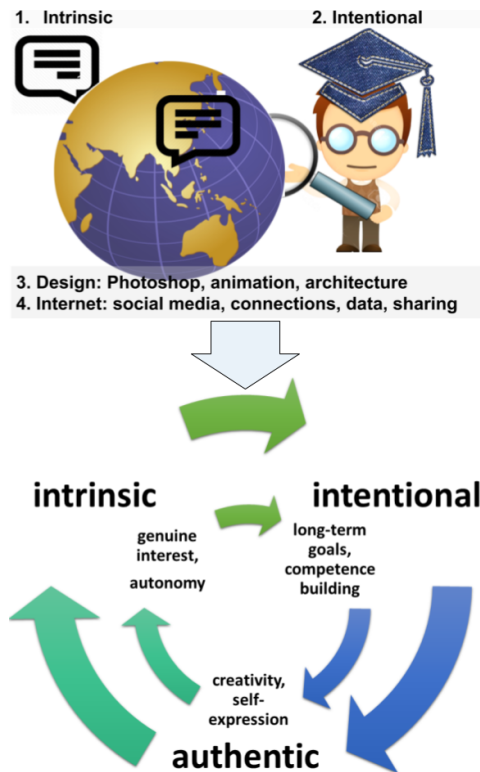 1. Intrinsic
2. Intentional
3. Design: Photoshop, animation, architecture
4. Internet: social media, connections, data, sharing
intrinsic
intentional
genuine
interest,
autonomy
long-term
goals,
competence
building
creativity,
self-
expression
authentic